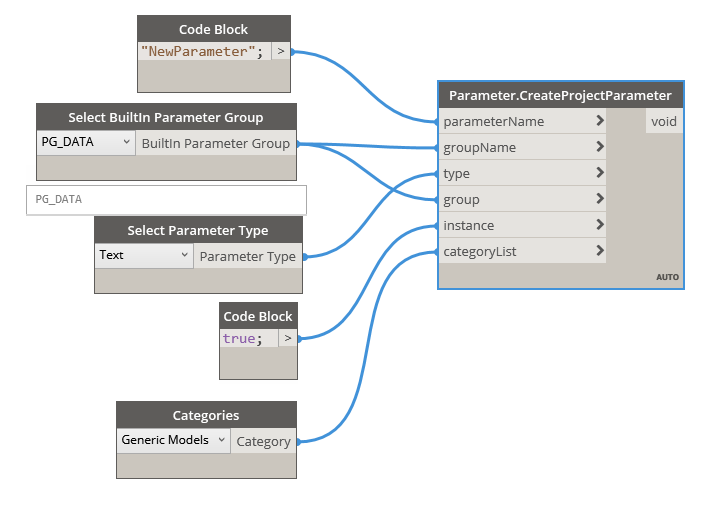 Code Block
"NewParameter"; >
Select BuiltIn Parameter Group
PG_DATA BuiltIn Parameter Group
PG_DATA
Select Parameter Type
Text Parameter Type
Code Block
true; >
Categories
Generic Models Category
Parameter.CreateProjectParameter
parameterName > void
groupName >
type >
group >
instance >
categoryList >
AUTO